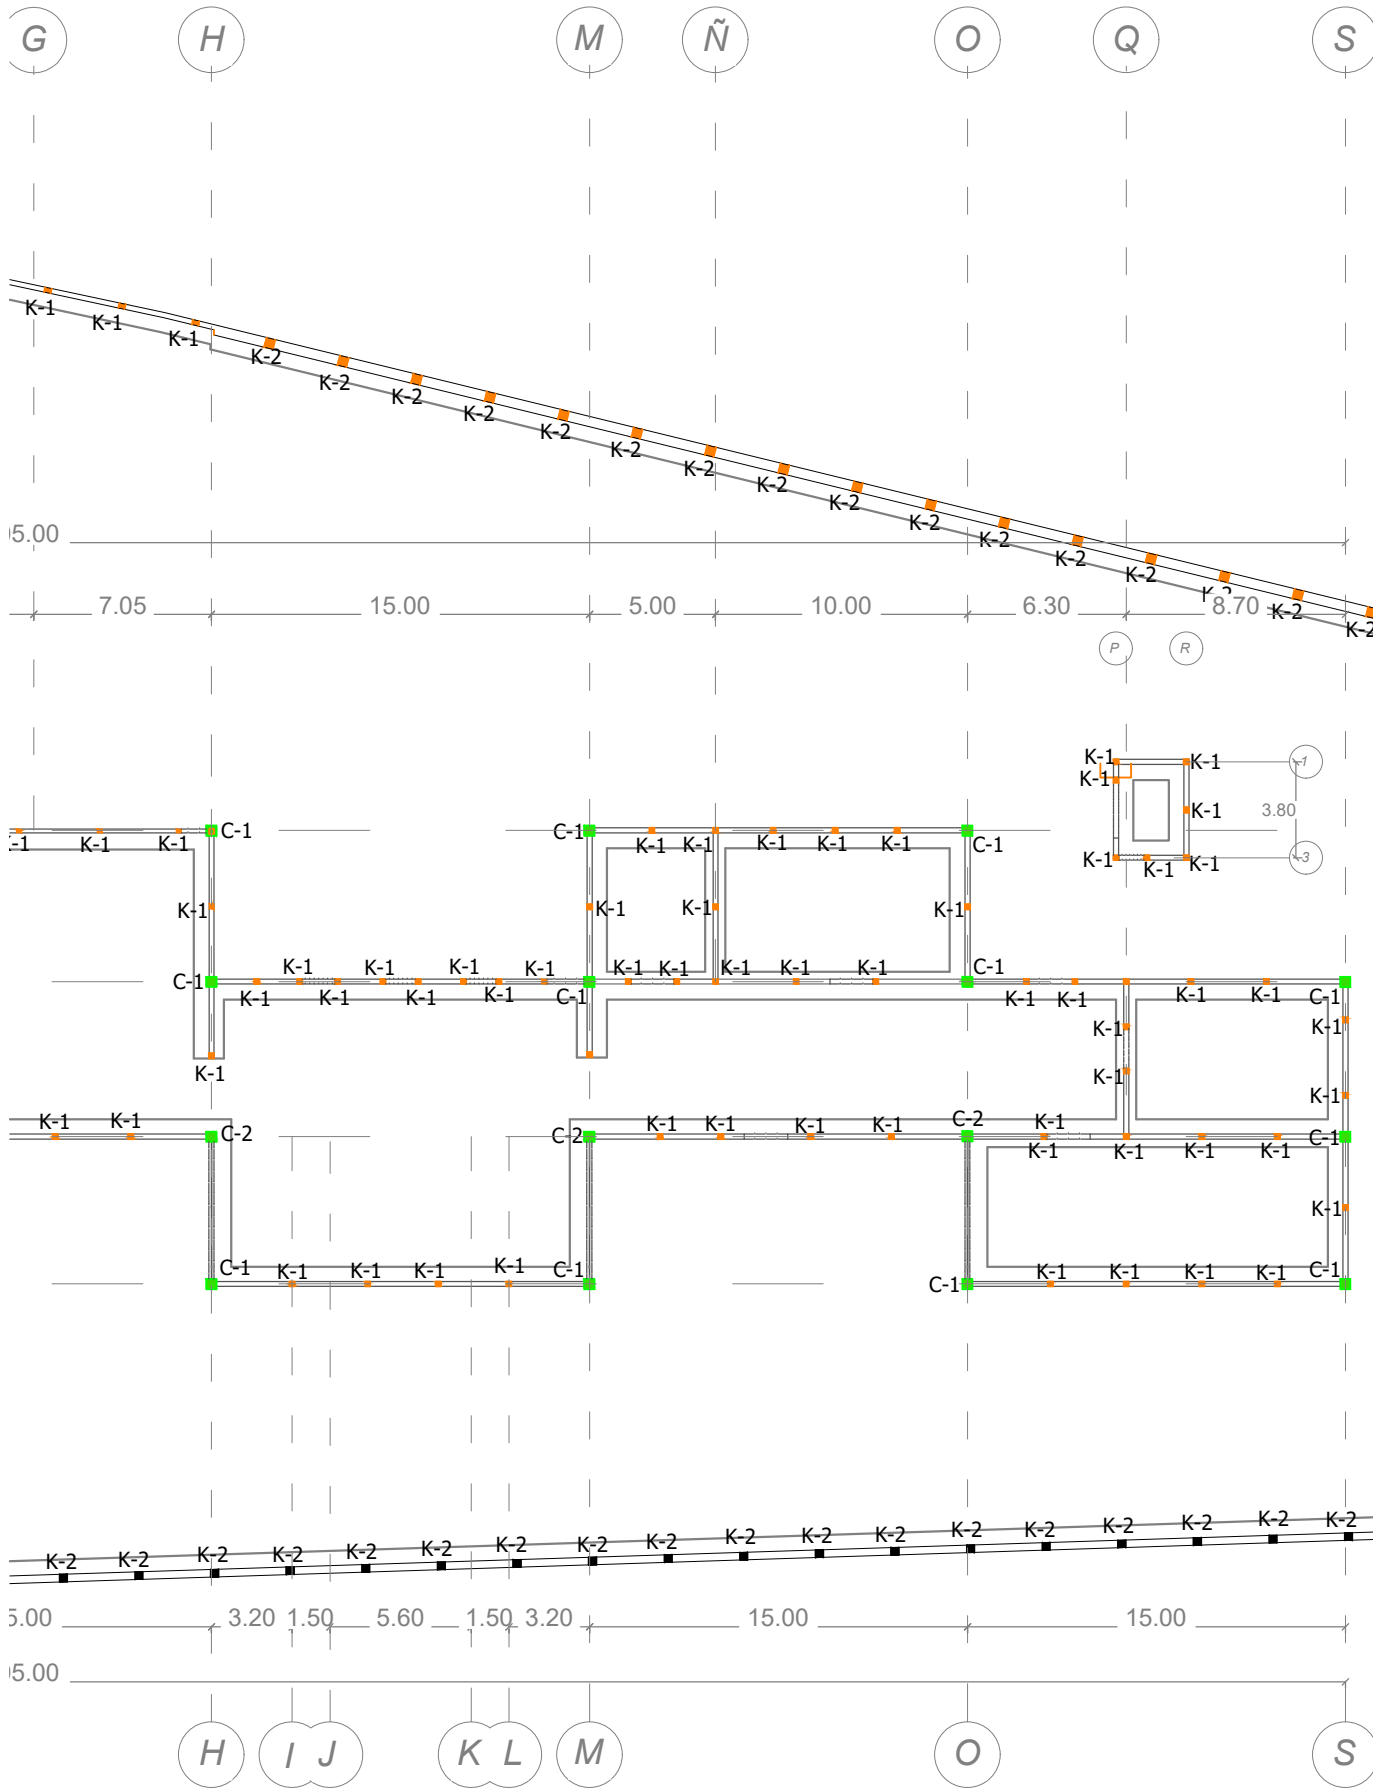 G H M Ñ O Q S
K-1 K-1 K-1 K-2 K-2 K-2 K-2 K-2 K-2 K-2 K-2 K-2 K-2 K-2 K-2 K-2 K-2 K-2
5.00
7.05 15.00 5.00 10.00 6.30 8.70
P R
K-1 K-1 1
K-1
K-1 3.80
K-1 K-1 K-1 3
C-1 C-1 C-1
K-1 K-1 K-1 K-1 K-1 K-1 K-1
K-1 K-1 K-1 K-1
C-1 K-1 K-1 K-1 K-1 C-1 K-1 K-1 K-1 K-1 C-1
K-1 K-1 K-1 K-1 K-1 K-1 K-1 K-1 C-1
K-1 K-1
K-1 K-1
K-1
K-1 K-1 C-2 C-2 K-1 K-1 K-1 K-1 C-2 K-1 C-1
K-1 K-1 K-1 K-1
K-1
C-1 K-1 K-1 K-1 K-1 C-1 C-1 K-1 K-1 K-1 K-1 C-1
K-2 K-2 K-2 K-2 K-2 K-2 K-2 K-2 K-2 K-2 K-2 K-2 K-2 K-2 K-2 K-2 K-2 K-2
5.00 3.20 1.50 5.60 1.50 3.20 15.00 15.00
5.00
H I J K L M O S